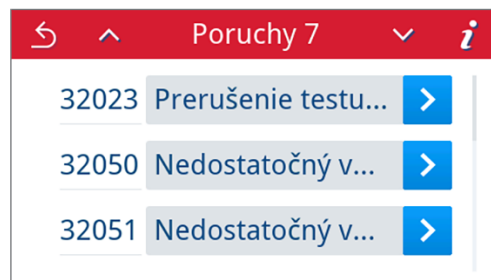 Poruchy 7
32023 Prerušenie testu...
32050 Nedostatočný v...
32051 Nedostatočný v...